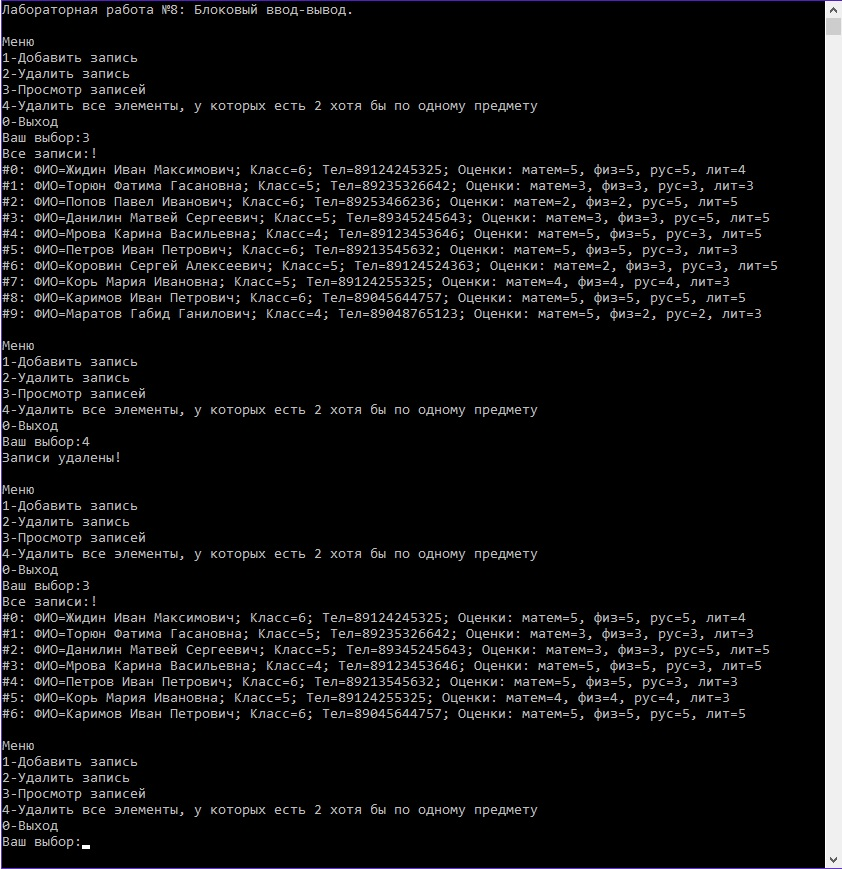 Лабораторная работа №8: Блоковый ввод-вывод.
Меню
1-Добавить запись
2-Удалить запись
3-Просмотр записей
4-Удалить все элементы, у которых есть 2 хотя бы по одному предмету
0-Выход
Ваш выбор:3
Все записи:!
#0: ФИО=Жидин Иван Максимович; Класс=6; Тел=89124245325; Оценки: матем=5, физ=5, рус=5, лит=4
#1: ФИО=Торюн Фатима Гасановна; Класс=5; Тел=89235326642; Оценки: матем=3, физ=3, рус=3, лит=3
#2: ФИО=Попов Павел Иванович; Класс=6; Тел=89253466236; Оценки: матем=2, физ=2, рус=5, лит=5
#3: ФИО=Данилин Матвей Сергеевич; Класс=5; Тел=89345245643; Оценки: матем=3, физ=3, рус=5, лит=5
#4: ФИО=Мрова Карина Васильевна; Класс=4; Тел=89123453646; Оценки: матем=5, физ=5, рус=3, лит=5
#5: ФИО=Петров Иван Петрович; Класс=6; Тел=89213545632; Оценки: матем=5, физ=5, рус=3, лит=3
#6: ФИО=Коровин Сергей Алексеевич; Класс=5; Тел=89124524363; Оценки: матем=2, физ=3, рус=3, лит=5
#7: ФИО=Корь Мария Ивановна; Класс=5; Тел=89124255325; Оценки: матем=4, физ=4, рус=4, лит=3
#8: ФИО=Каримов Иван Петрович; Класс=6; Тел=89045644757; Оценки: матем=5, физ=5, рус=5, лит=5
#9: ФИО=Маратов Габид Ганилович; Класс=4; Тел=89048765123; Оценки: матем=5, физ=2, рус=2, лит=3
Меню
1-Добавить запись
2-Удалить запись
3-Просмотр записей
4-Удалить все элементы, у которых есть 2 хотя бы по одному предмету
0-Выход
Ваш выбор:4
Записи удалены!
Меню
1-Добавить запись
2-Удалить запись
3-Просмотр записей
4-Удалить все элементы, у которых есть 2 хотя бы по одному предмету
0-Выход
Ваш выбор:3
Все записи:!
#0: ФИО=Жидин Иван Максимович; Класс=6; Тел=89124245325; Оценки: матем=5, физ=5, рус=5, лит=4
#1: ФИО=Торюн Фатима Гасановна; Класс=5; Тел=89235326642; Оценки: матем=3, физ=3, рус=3, лит=3
#2: ФИО=Данилин Матвей Сергеевич; Класс=5; Тел=89345245643; Оценки: матем=3, физ=3, рус=5, лит=5
#3: ФИО=Мрова Карина Васильевна; Класс=4; Тел=89123453646; Оценки: матем=5, физ=5, рус=3, лит=5
#4: ФИО=Петров Иван Петрович; Класс=6; Тел=89213545632; Оценки: матем=5, физ=5, рус=3, лит=3
#5: ФИО=Корь Мария Ивановна; Класс=5; Тел=89124255325; Оценки: матем=4, физ=4, рус=4, лит=3
#6: ФИО=Каримов Иван Петрович; Класс=6; Тел=89045644757; Оценки: матем=5, физ=5, рус=5, лит=5
Меню
1-Добавить запись
2-Удалить запись
3-Просмотр записей
4-Удалить все элементы, у которых есть 2 хотя бы по одному предмету
0-Выход
Ваш выбор: